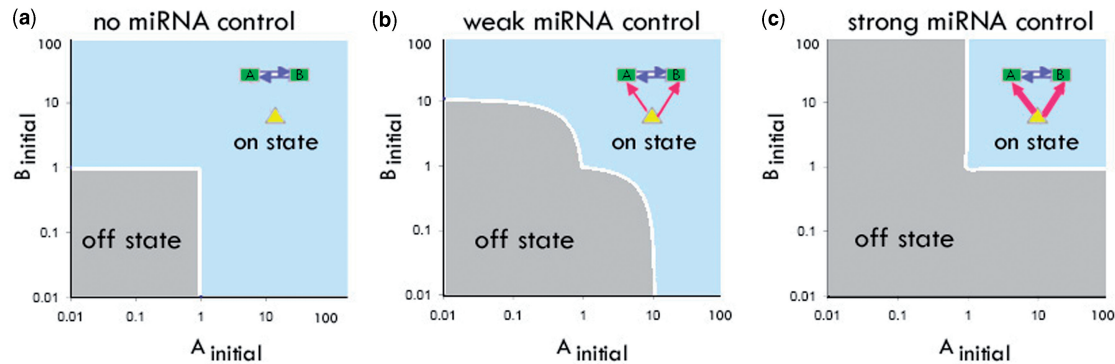 (a) no miRNA control
100
10
1
0.1
0.01
B initial
A B
on state
off state
0.01 0.1 1 10 100
A initial
(b) weak miRNA control
100
10
1
0.1
0.01
B initial
A B
on state
off state
0.01 0.1 1 10 100
A initial
(c) strong miRNA control
100
10
1
0.1
0.01
B initial
A B
on state
off state
0.01 0.1 1 10 100
A initial